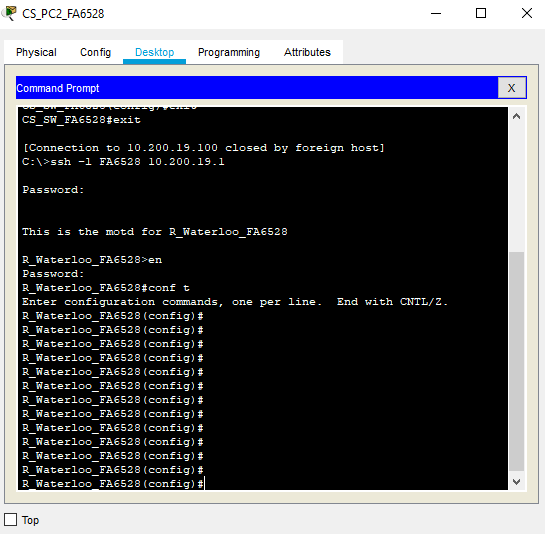 CS_PC2_FA6528
Physical Config Desktop Programming Attributes
Command Prompt
X
CS_SW_FA6528(config)#exit
CS_SW_FA6528#exit
[Connection to 10.200.19.100 closed by foreign host]
C:\>ssh -l FA6528 10.200.19.1
Password:
This is the motd for R_Waterloo_FA6528
R_Waterloo_FA6528>en
Password:
R_Waterloo_FA6528#conf t
Enter configuration commands, one per line.  End with CNTL/Z.
R_Waterloo_FA6528(config)#
R_Waterloo_FA6528(config)#
R_Waterloo_FA6528(config)#
R_Waterloo_FA6528(config)#
R_Waterloo_FA6528(config)#
R_Waterloo_FA6528(config)#
R_Waterloo_FA6528(config)#
R_Waterloo_FA6528(config)#
R_Waterloo_FA6528(config)#
R_Waterloo_FA6528(config)#
R_Waterloo_FA6528(config)#
R_Waterloo_FA6528(config)#
R_Waterloo_FA6528(config)#
Top